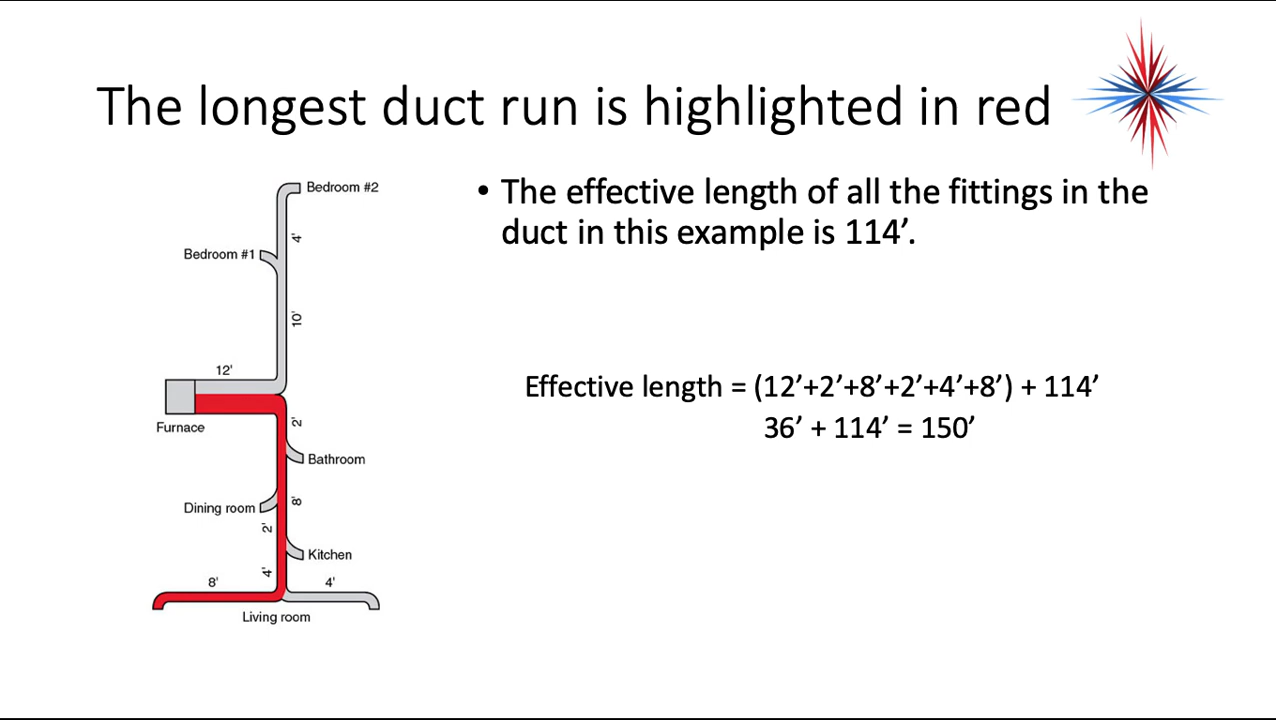 The longest duct run is highlighted in red
• The effective length of all the fittings in the
duct in this example is 114’.
Effective length = (12’+2’+8’+2’+4’+8’) + 114’
36’ + 114’ = 150’
Bedroom #2
4'
Bedroom #1
10'
12'
Furnace
2'
Bathroom
8'
Dining room
2'
Kitchen
4'
8'
4'
Living room